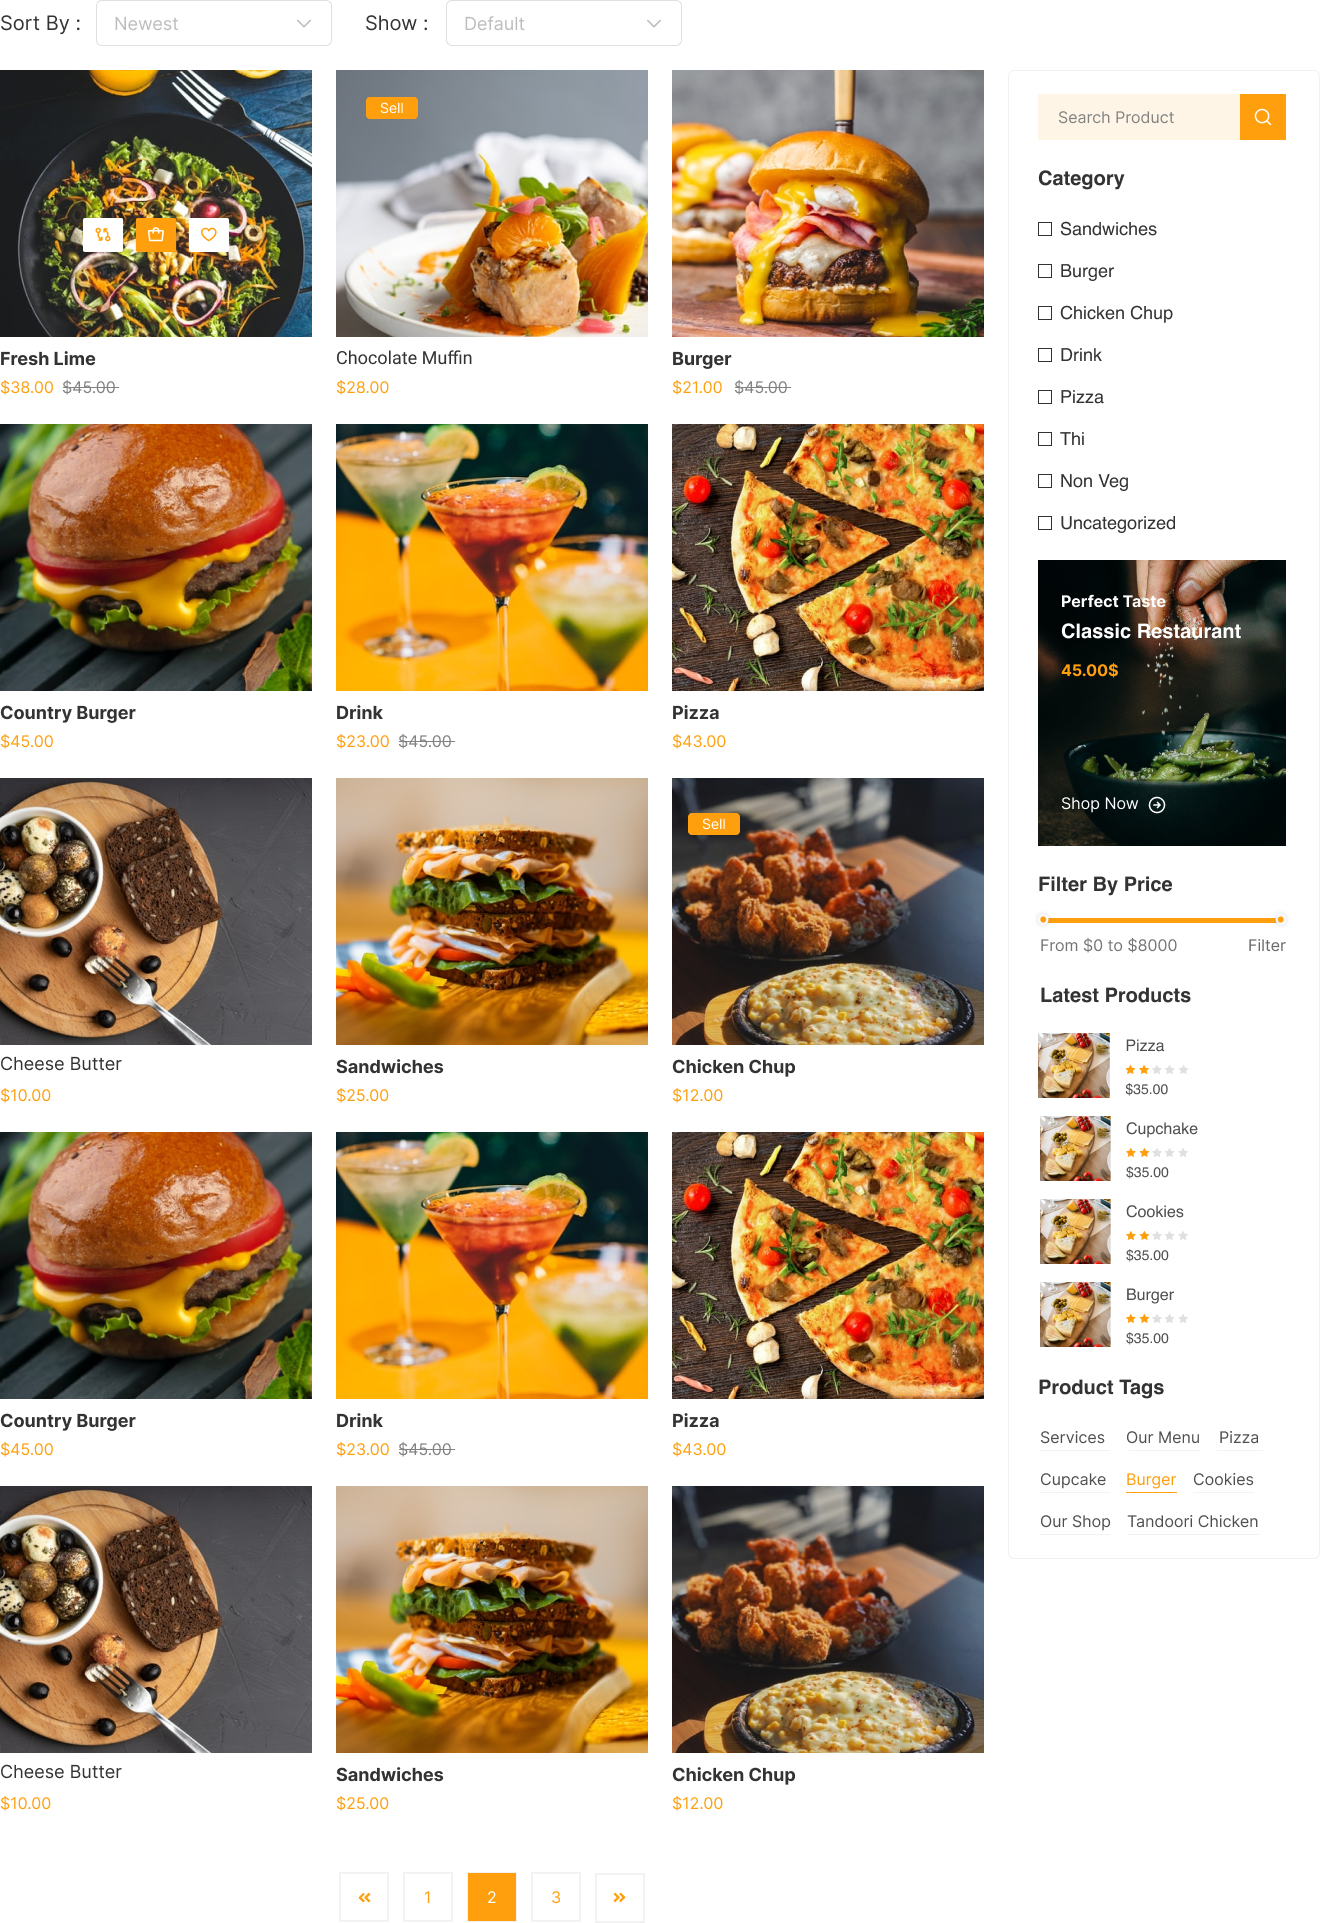 Sort By :
Newest
Show :
Default
Sell
Fresh Lime
$38.00 $45.00
Chocolate Muffin
$28.00
Burger
$21.00 $45.00
Country Burger
$45.00
Drink
$23.00 $45.00
Pizza
$43.00
Sell
Cheese Butter
$10.00
Sandwiches
$25.00
Chicken Chup
$12.00
Country Burger
$45.00
Drink
$23.00 $45.00
Pizza
$43.00
Cheese Butter
$10.00
Sandwiches
$25.00
Chicken Chup
$12.00
«
1
2
3
»
Search Product
Category
Sandwiches
Burger
Chicken Chup
Drink
Pizza
Thi
Non Veg
Uncategorized
Perfect Taste
Classic Restaurant
45.00$
Shop Now
Filter By Price
From $0 to $8000
Filter
Latest Products
Pizza
$35.00
Cupchake
$35.00
Cookies
$35.00
Burger
$35.00
Product Tags
Services Our Menu Pizza
Cupcake Burger Cookies
Our Shop Tandoori Chicken